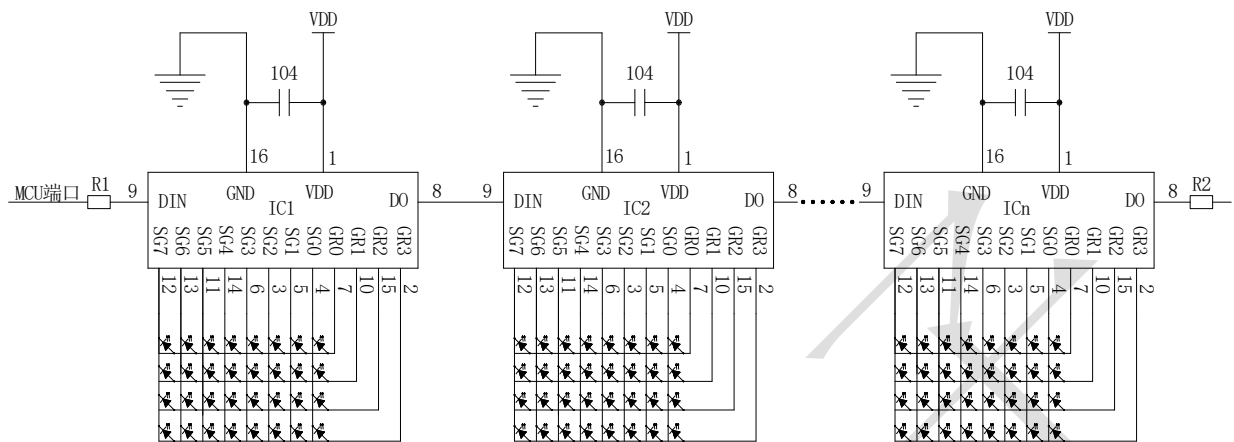 VDD VDD VDD
104 104 104
16 1 16 1 16 1
MCU端口 R1 9 DIN GND VDD DO 8 9 DIN GND VDD DO 8 9 DIN GND VDD DO 8 R2
IC1 IC2 ICn
SG7 SG6 SG5 SG4 SG3 SG2 SG1 SG0 GR0 GR1 GR2 GR3 SG7 SG6 SG5 SG4 SG3 SG2 SG1 SG0 GR0 GR1 GR2 GR3 SG7 SG6 SG5 SG4 SG3 SG2 SG1 SG0 GR0 GR1 GR2 GR3
12 13 11 14 6 3 5 4 7 10 15 2 12 13 11 14 6 3 5 4 7 10 15 2 12 13 11 14 6 3 5 4 7 10 15 2